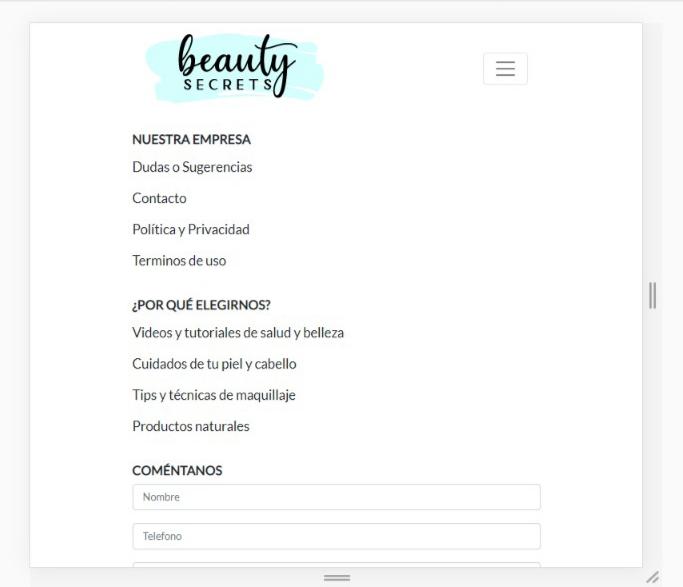 beauty
SECRETS
NUESTRA EMPRESA
Dudas o Sugerencias
Contacto
Política y Privacidad
Terminos de uso
¿POR QUÉ ELEGIRNOS?
Videos y tutoriales de salud y belleza
Cuidados de tu piel y cabello
Tips y técnicas de maquillaje
Productos naturales
COMÉNTANOS
Nombre
Telefono